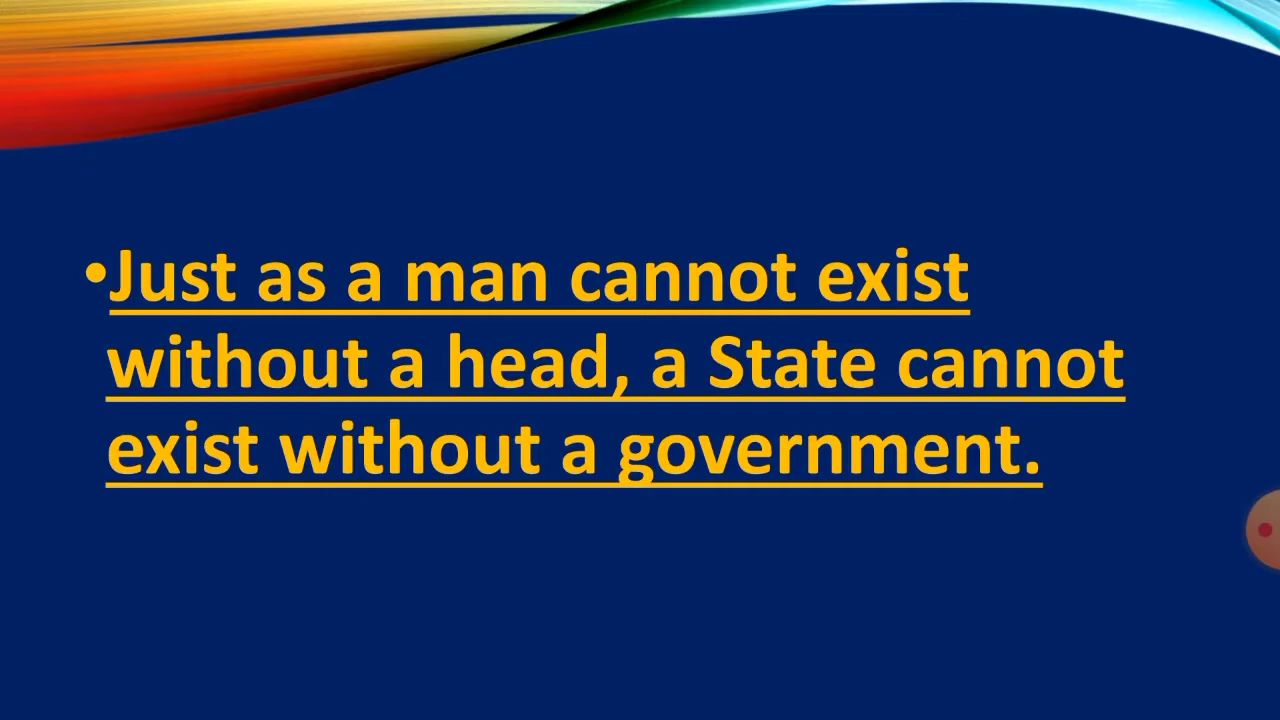 •Just as a man cannot exist
without a head, a State cannot
exist without a government.